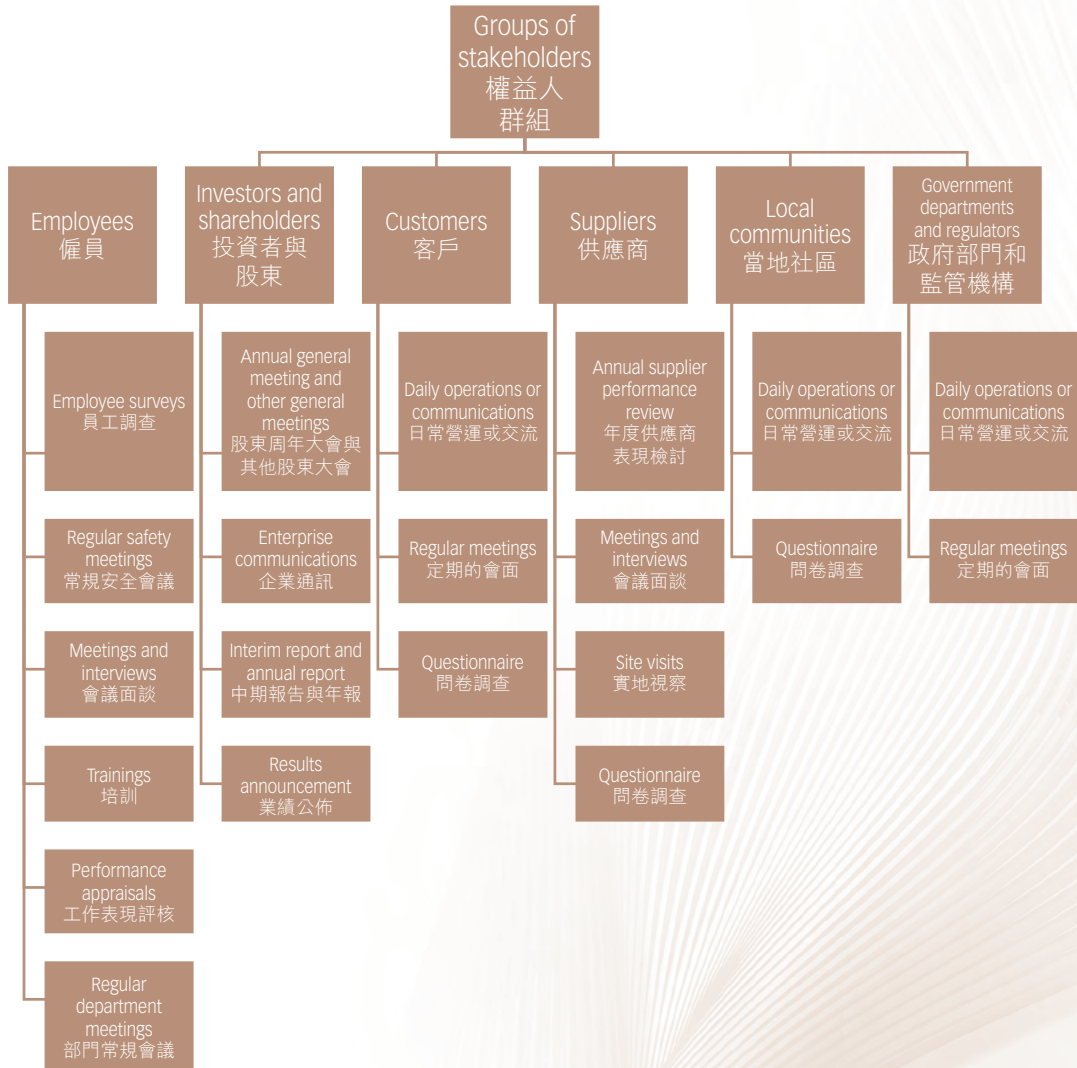 Groups of
stakeholders
權益人
群組
Employees
僱員
Investors and
shareholders
投資者與
股東
Customers
客戶
Suppliers
供應商
Local
communities
當地社區
Government
departments
and regulators
政府部門和
監管機構
Employee surveys
員工調查
Annual general
meeting and
other general
meetings
股東周年大會與
其他股東大會
Daily operations or
communications
日常營運或交流
Annual supplier
performance
review
年度供應商
表現檢討
Daily operations or
communications
日常營運或交流
Daily operations or
communications
日常營運或交流
Regular safety
meetings
常規安全會議
Enterprise
communications
企業通訊
Regular meetings
定期的會面
Meetings and
interviews
會議面談
Questionnaire
問卷調查
Regular meetings
定期的會面
Meetings and
interviews
會議面談
Interim report and
annual report
中期報告與年報
Questionnaire
問卷調查
Site visits
實地視察
Trainings
培訓
Results
announcement
業績公佈
Questionnaire
問卷調查
Performance
appraisals
工作表現評核
Regular
department
meetings
部門常規會議